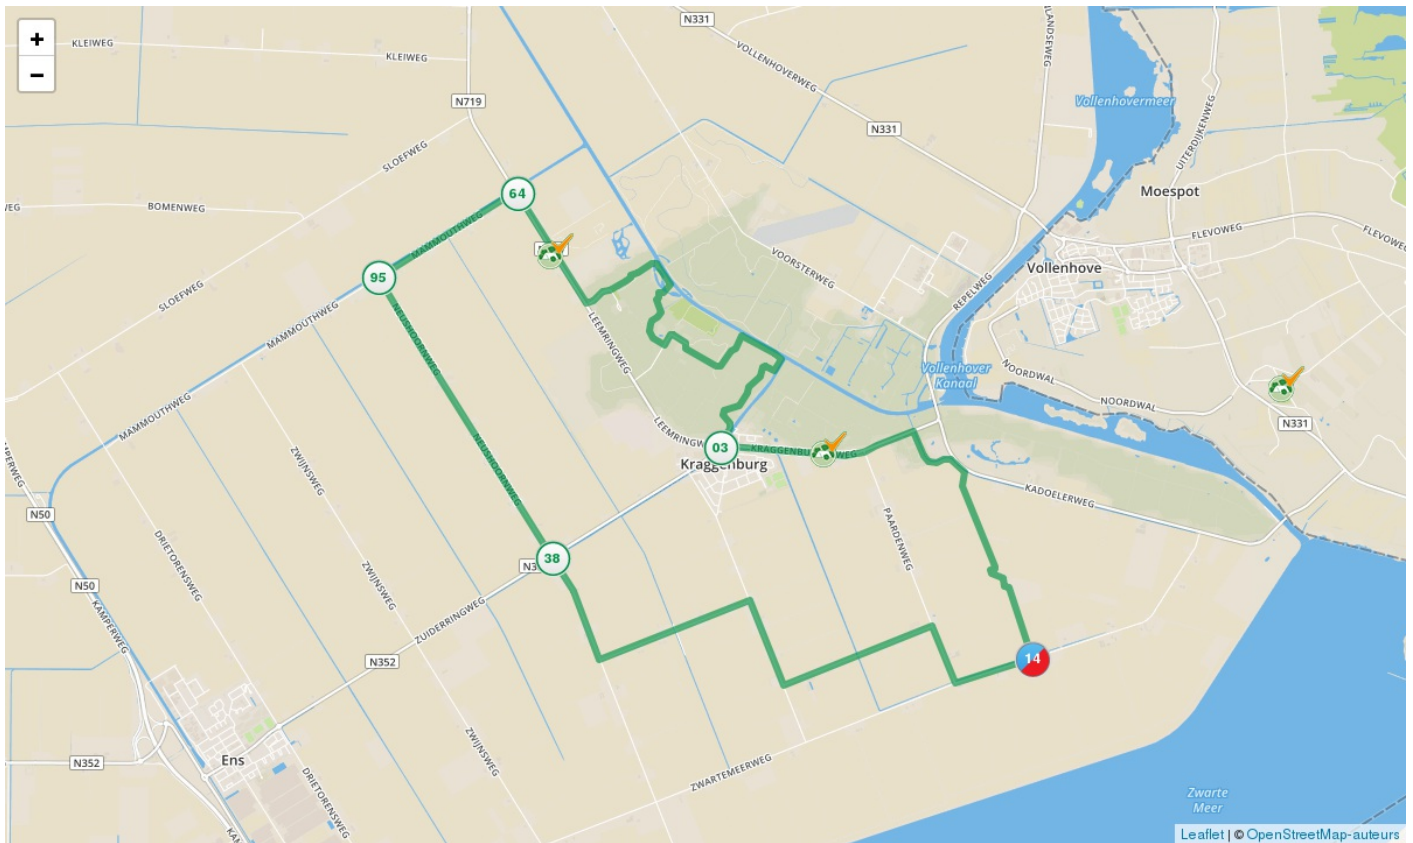 +
−
KLEIWEG
KLEIWEG
N719
N331
VOLLENHOVERWEG
N331
Vollenhovermeer
UITERDIJKENWEG
Moespot
FLEVOWEG
FLEVOWEG
SLOEFWEG
BOMENWEG
64
MAMMOUTHWEG
95
SLOEFWEG
MAMMOUTHWEG
VOORSTERWEG
REPELWEG
Vollenhove
NEUSHOORNWEG
LEEMRINGWEG
Vollenhover
Kanaal
NOORDWAL
NOORDWAL
N331
MAMMOUTHWEG
LEEMRINGWEG
03
Kraggenburg
NEUSHOORNWEG
ZWIJNSWEG
KADOELERWEG
N50
DRIETORENSWEG
PAARDENWEG
38
N50
ZWIJNSWEG
KAMPERWEG
ZUIDERRINGWEG
N352
14
Ens
N352
ZWIJNSWEG
ZWARTEMEERWEG
DRIETORENSWEG
Zwarte
Meer
Leaflet | © OpenStreetMap-auteurs